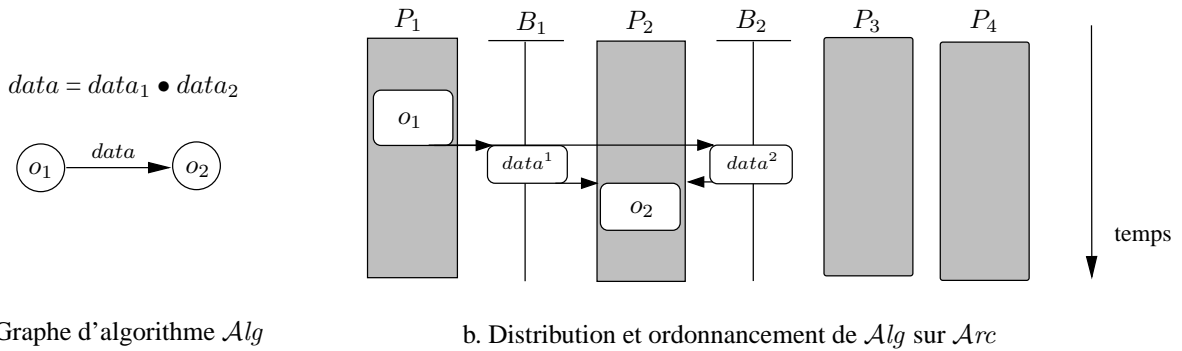 P₁ B₁ P₂ B₂ P₃ P₄
data = data₁ • data₂
o₁
data
o₁ o₂
data¹ data²
o₂
temps
Graphe d'algorithme Alg
b. Distribution et ordonnancement de Alg sur Arc